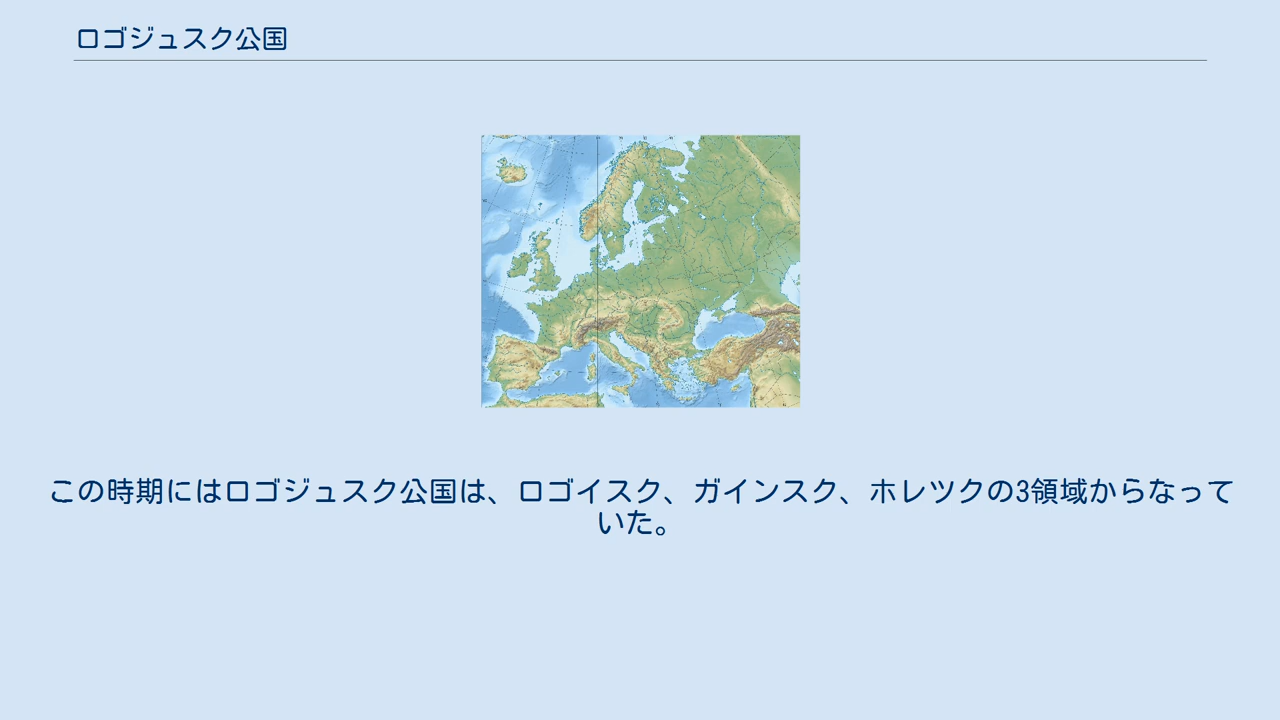 ロゴジュスク公国
この時期にはロゴジュスク公国は、ロゴイスク、ガインスク、ホレツクの3領域からなって
いた。